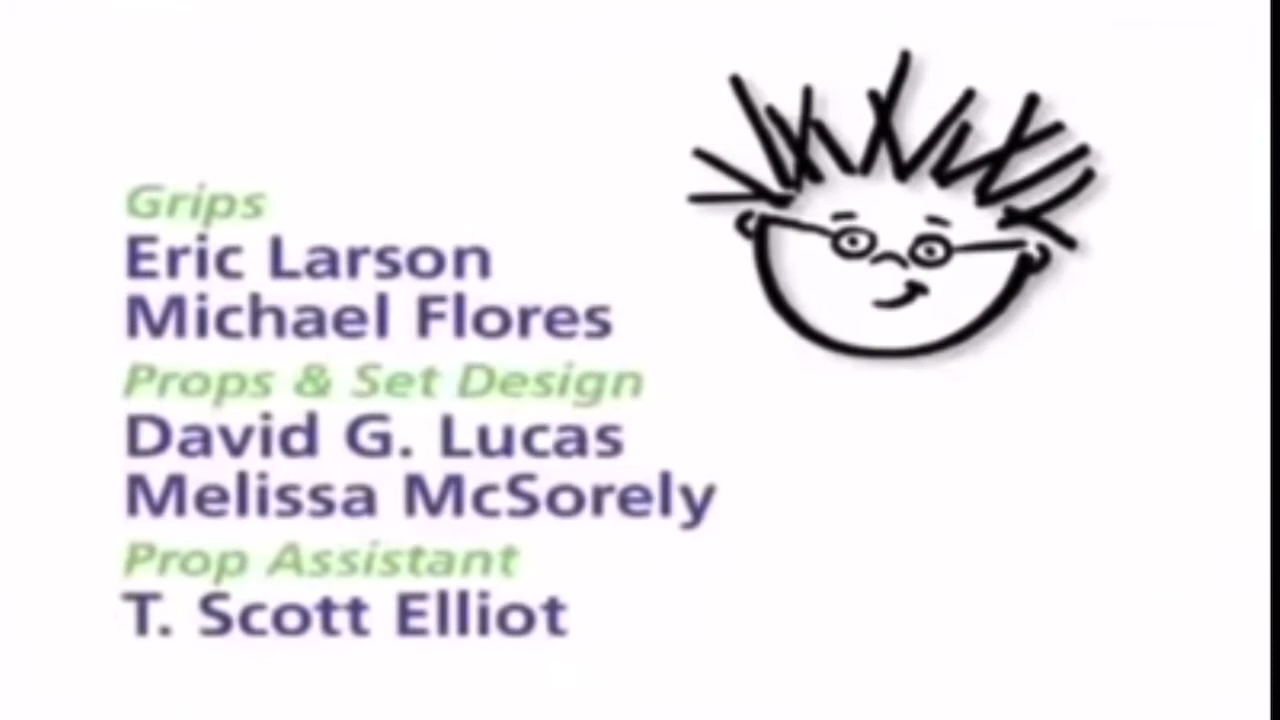 Grips
Eric Larson
Michael Flores
Props & Set Design
David G. Lucas
Melissa McSorely
Prop Assistant
T. Scott Elliot